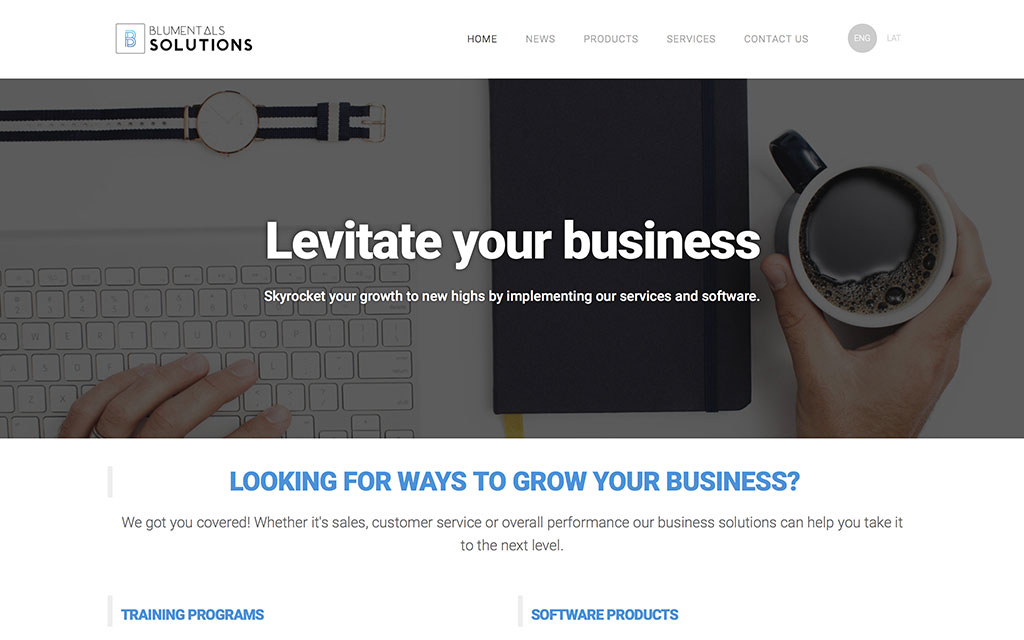 BLUMENTALS
SOLUTIONS
HOME NEWS PRODUCTS SERVICES CONTACT US ENG LAT
Levitate your business
Skyrocket your growth to new highs by implementing our services and software.
LOOKING FOR WAYS TO GROW YOUR BUSINESS?
We got you covered! Whether it's sales, customer service or overall performance our business solutions can help you take it
to the next level.
TRAINING PROGRAMS
SOFTWARE PRODUCTS